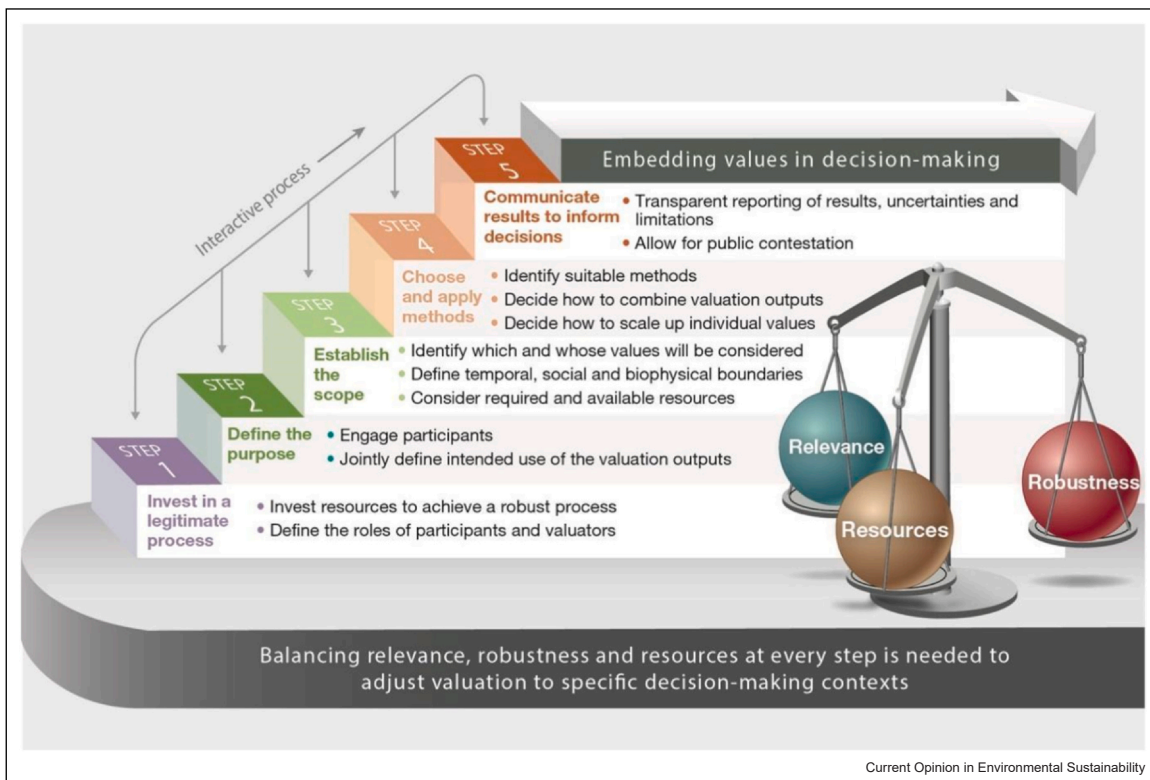 Interactive process
STEP
5
Embedding values in decision-making
Communicate
results to inform
decisions
• Transparent reporting of results, uncertainties and
limitations
• Allow for public contestation
STEP
4
Choose
and apply
methods
• Identify suitable methods
• Decide how to combine valuation outputs
• Decide how to scale up individual values
STEP
3
Establish
the
scope
• Identify which and whose values will be considered
• Define temporal, social and biophysical boundaries
• Consider required and available resources
STEP
2
Define the
purpose
• Engage participants
• Jointly define intended use of the valuation outputs
STEP
1
Invest in a
legitimate
process
• Invest resources to achieve a robust process
• Define the roles of participants and valuators
Relevance
Resources
Robustness
Balancing relevance, robustness and resources at every step is needed to
adjust valuation to specific decision-making contexts
Current Opinion in Environmental Sustainability